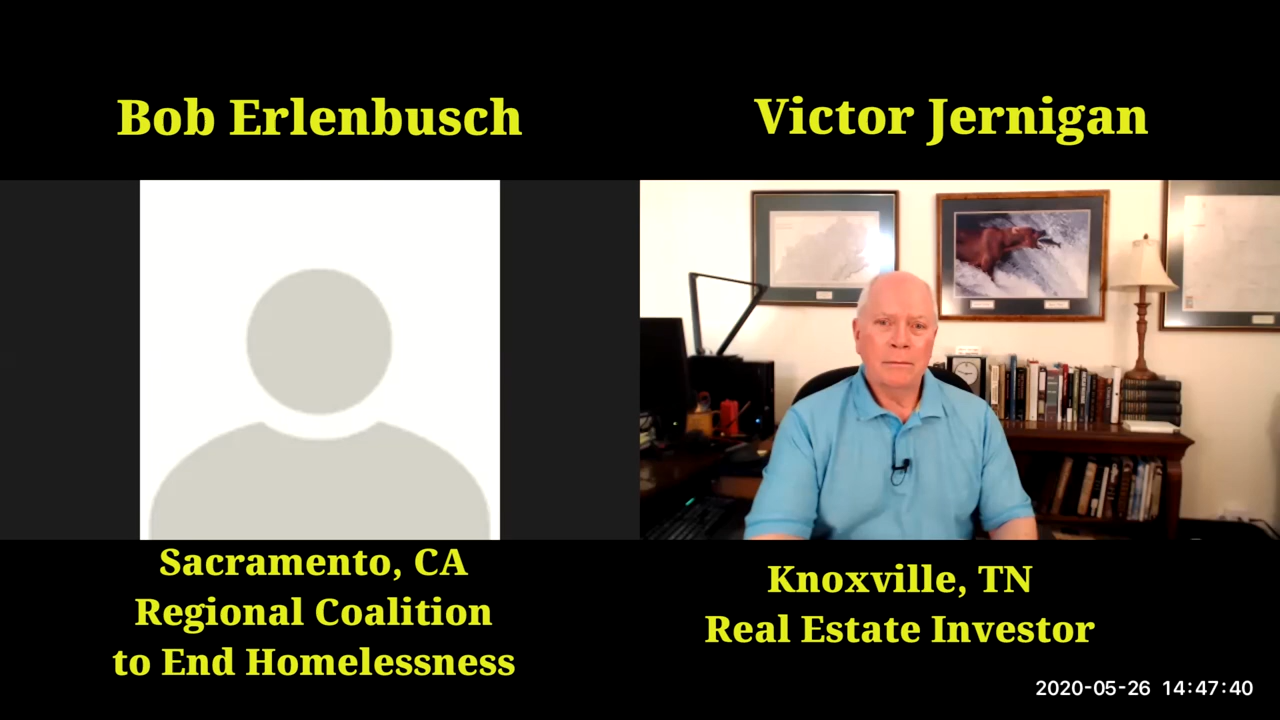 Bob Erlenbusch
Victor Jernigan
Sacramento, CA
Regional Coalition
to End Homelessness
Knoxville, TN
Real Estate Investor
2020-05-26 14:47:40